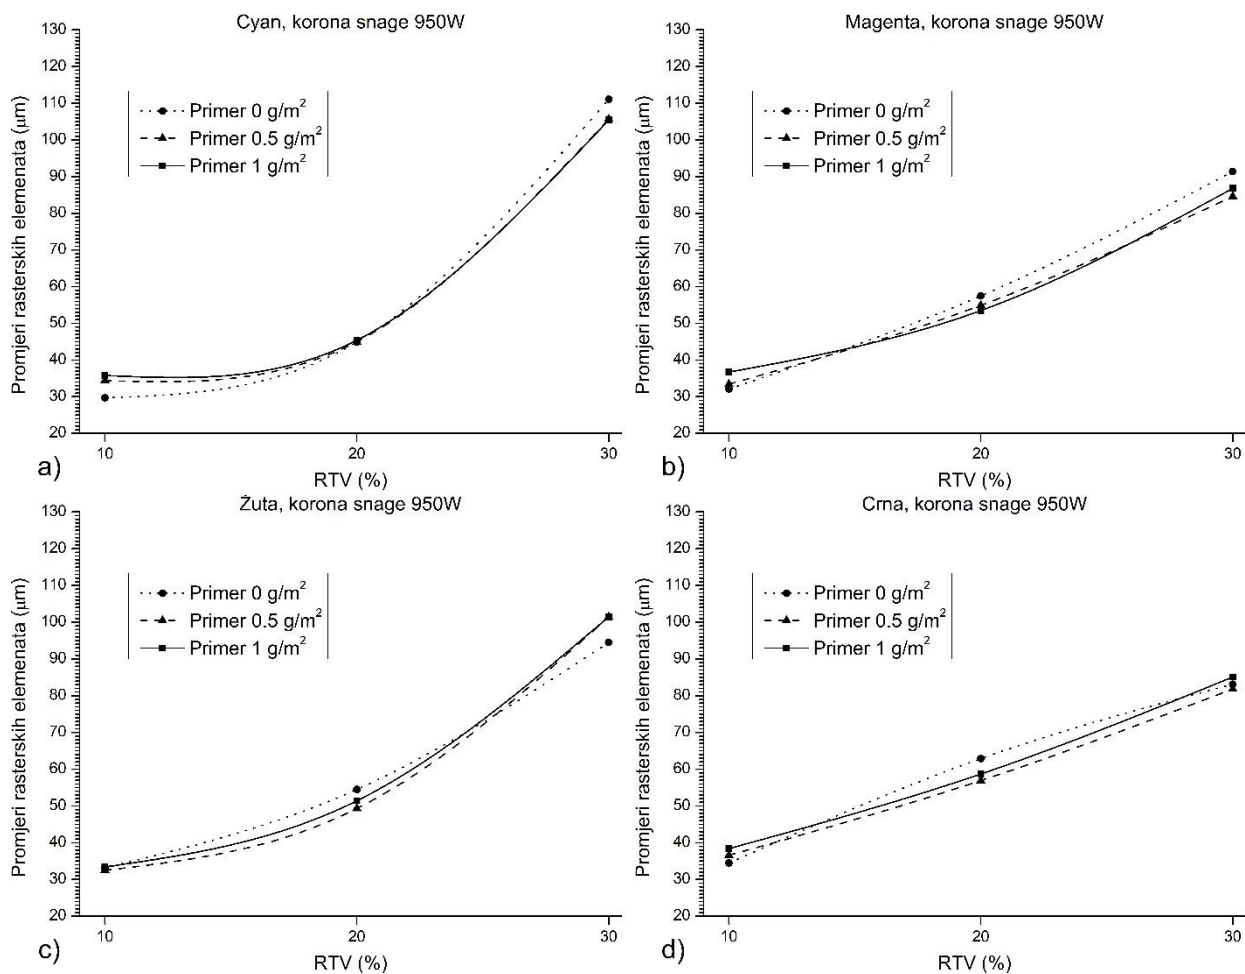 Cyan, korona snage 950W
130
120
110
100
90
80
70
60
50
40
30
20
Promjeri rasterskih elemenata (μm)
Primer 0 g/m²
Primer 0.5 g/m²
Primer 1 g/m²
10 20 30
RTV (%)
a)
Magenta, korona snage 950W
130
120
110
100
90
80
70
60
50
40
30
20
Promjeri rasterskih elemenata (μm)
Primer 0 g/m²
Primer 0.5 g/m²
Primer 1 g/m²
10 20 30
RTV (%)
b)
Žuta, korona snage 950W
130
120
110
100
90
80
70
60
50
40
30
20
Promjeri rasterskih elemenata (μm)
Primer 0 g/m²
Primer 0.5 g/m²
Primer 1 g/m²
10 20 30
RTV (%)
c)
Crna, korona snage 950W
130
120
110
100
90
80
70
60
50
40
30
20
Promjeri rasterskih elemenata (μm)
Primer 0 g/m²
Primer 0.5 g/m²
Primer 1 g/m²
10 20 30
RTV (%)
d)